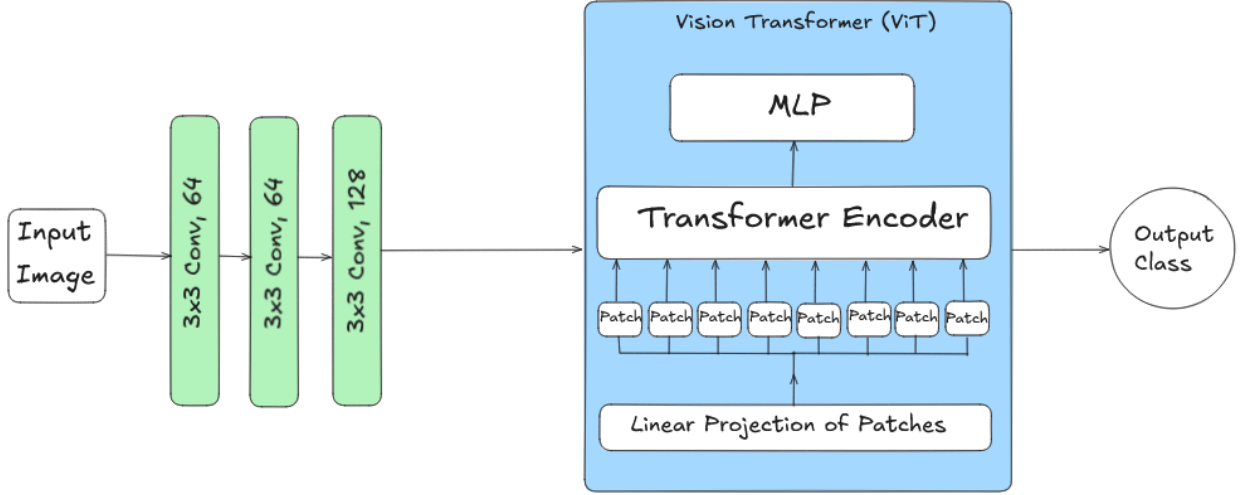 Vision Transformer (ViT)
MLP
Transformer Encoder
Patch Patch Patch Patch Patch Patch Patch Patch
Linear Projection of Patches
Input
Image
3x3 Conv, 64
3x3 Conv, 64
3x3 Conv, 128
Output
Class